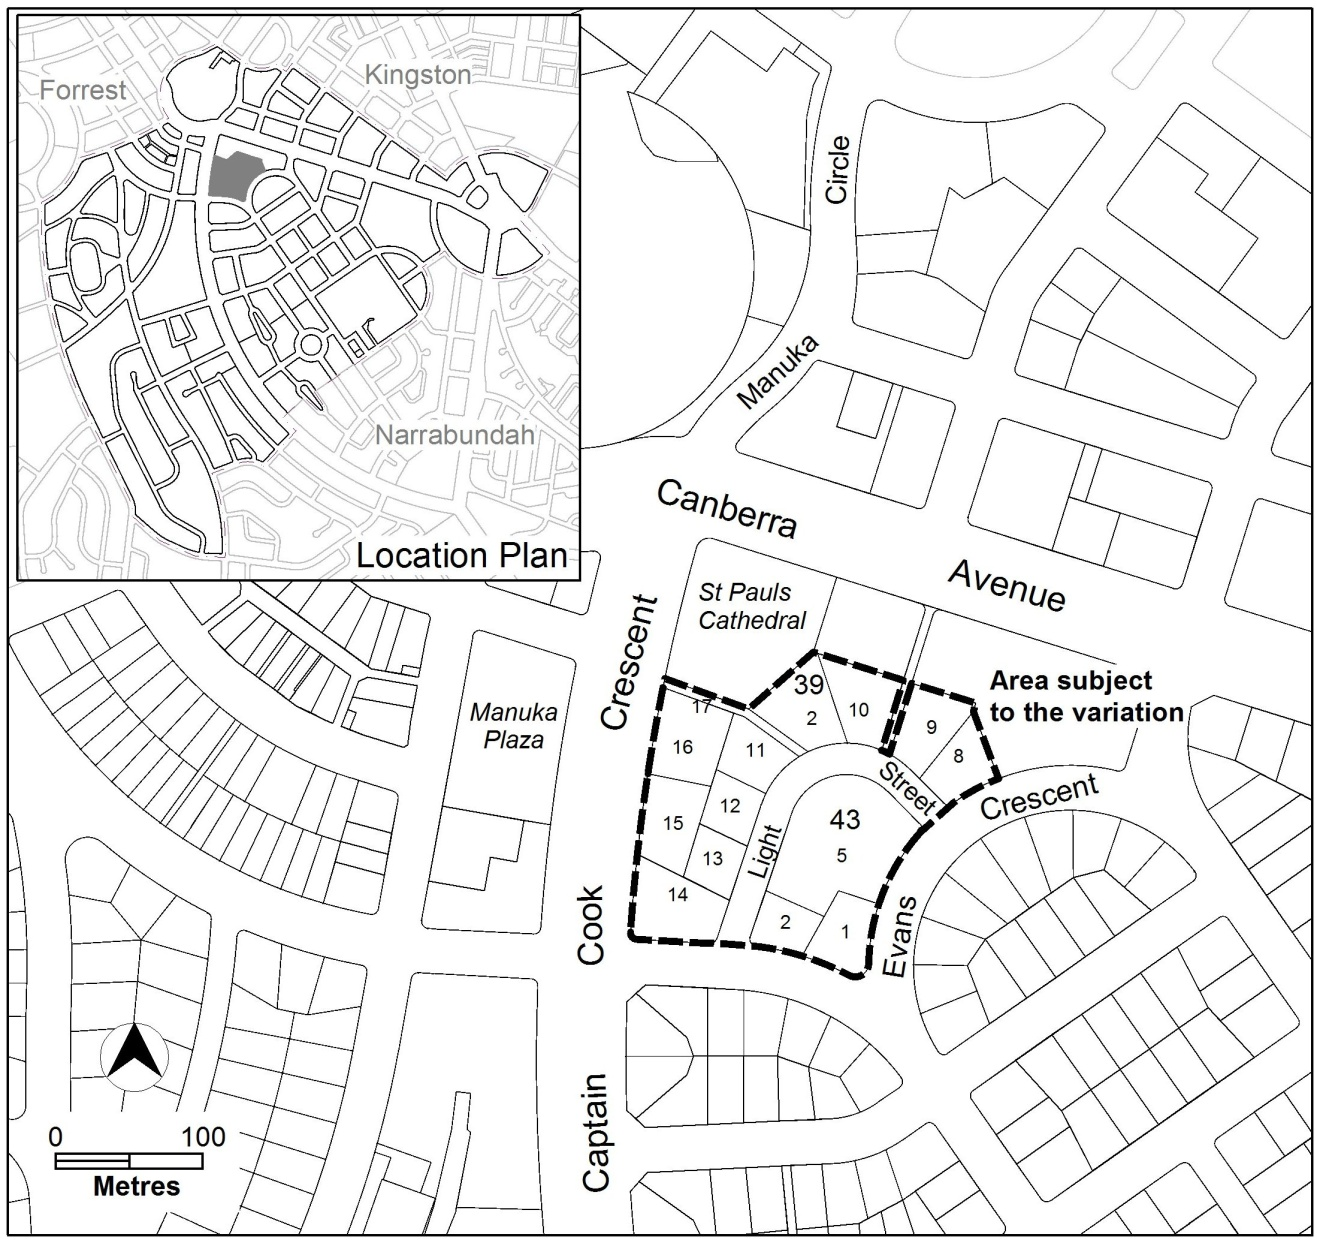 Forrest
Kingston
Narrabundah
Location Plan
Circle
Manuka
Canberra
Avenue
St Pauls
Cathedral
Crescent
Manuka
Plaza
Area subject
to the variation
39
2
10
9
8
17
16
11
Street
Crescent
12
15
43
5
Light
13
14
2
1
Evans
Cook
Captain
0 100
Metres